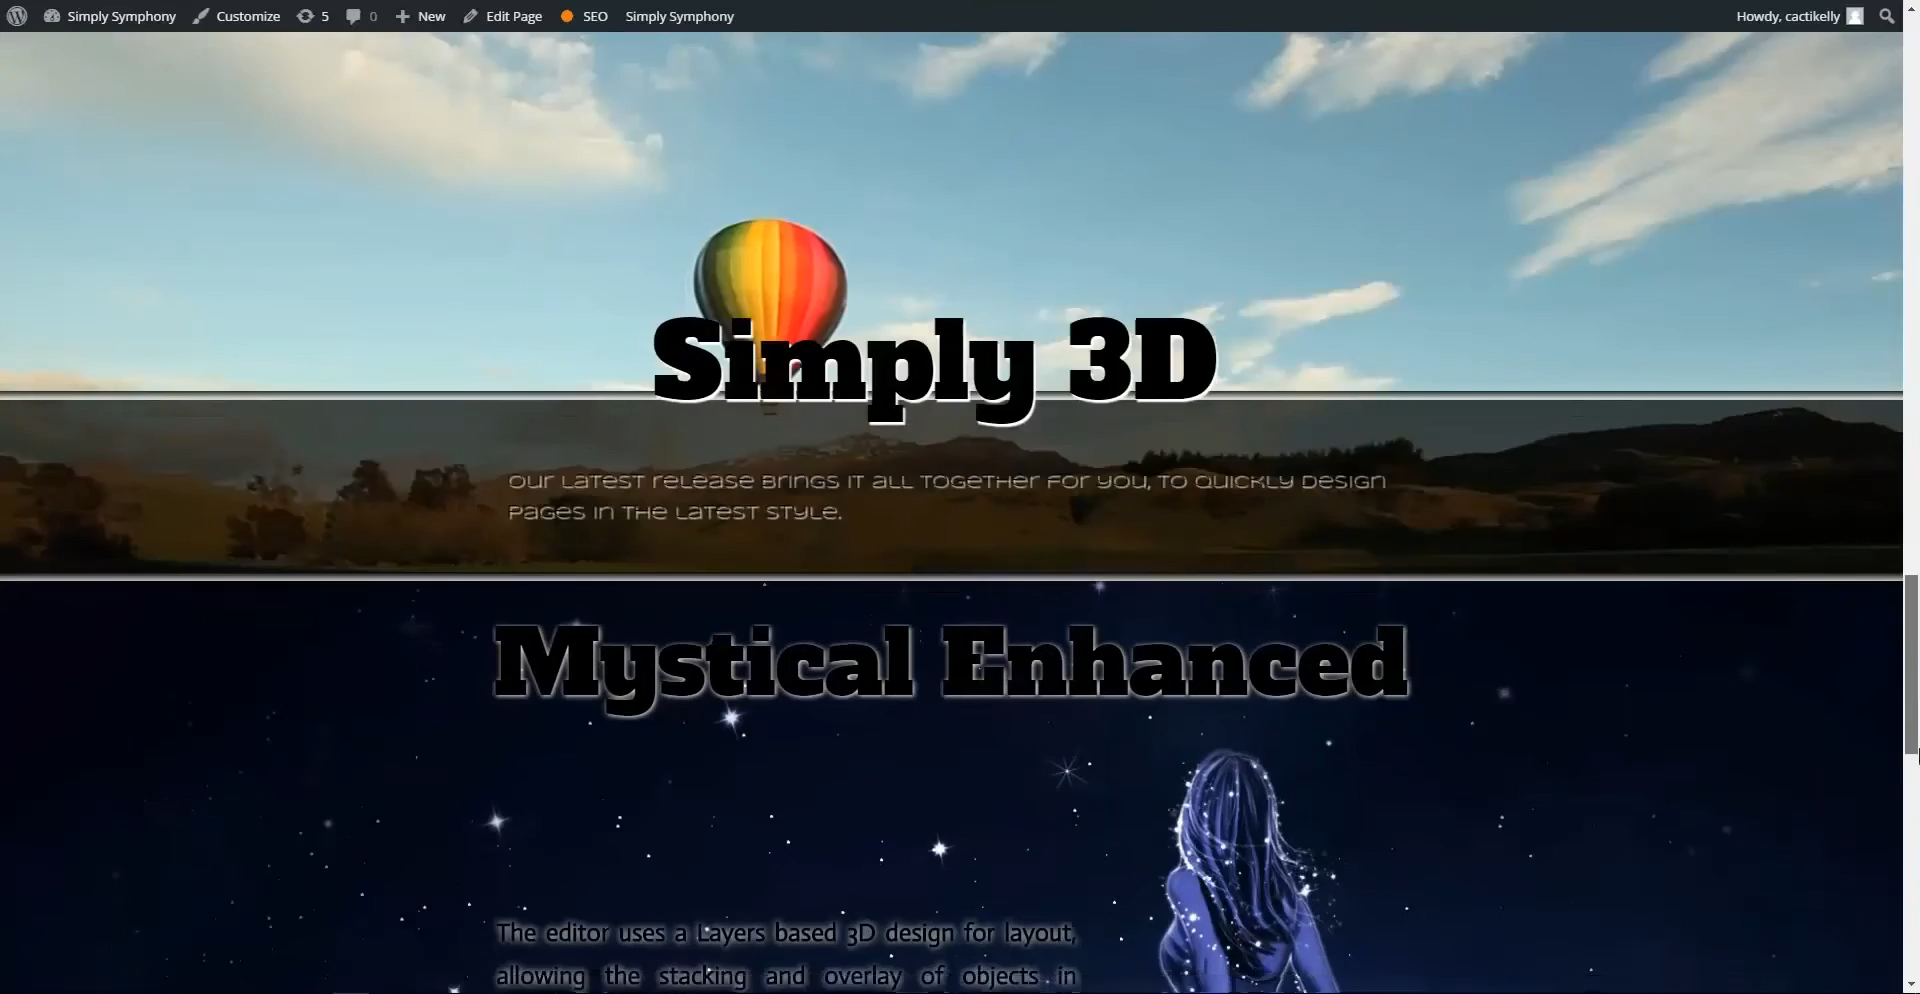 Simply Symphony Customize 5 0 New Edit Page SEO Simply Symphony Howdy, cactikelly
Simply 3D
our latest release brings it all together for you, to quickly design
pages in the latest style.
Mystical Enhanced
The editor uses a Layers based 3D design for layout,
allowing the stacking and overlay of objects in